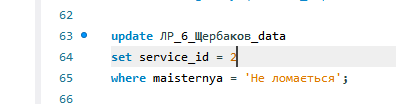 62
63 update ЛР_6_Щербаков_data
64 set service_id = 2
65 where maisternya = 'Не ломається';
66